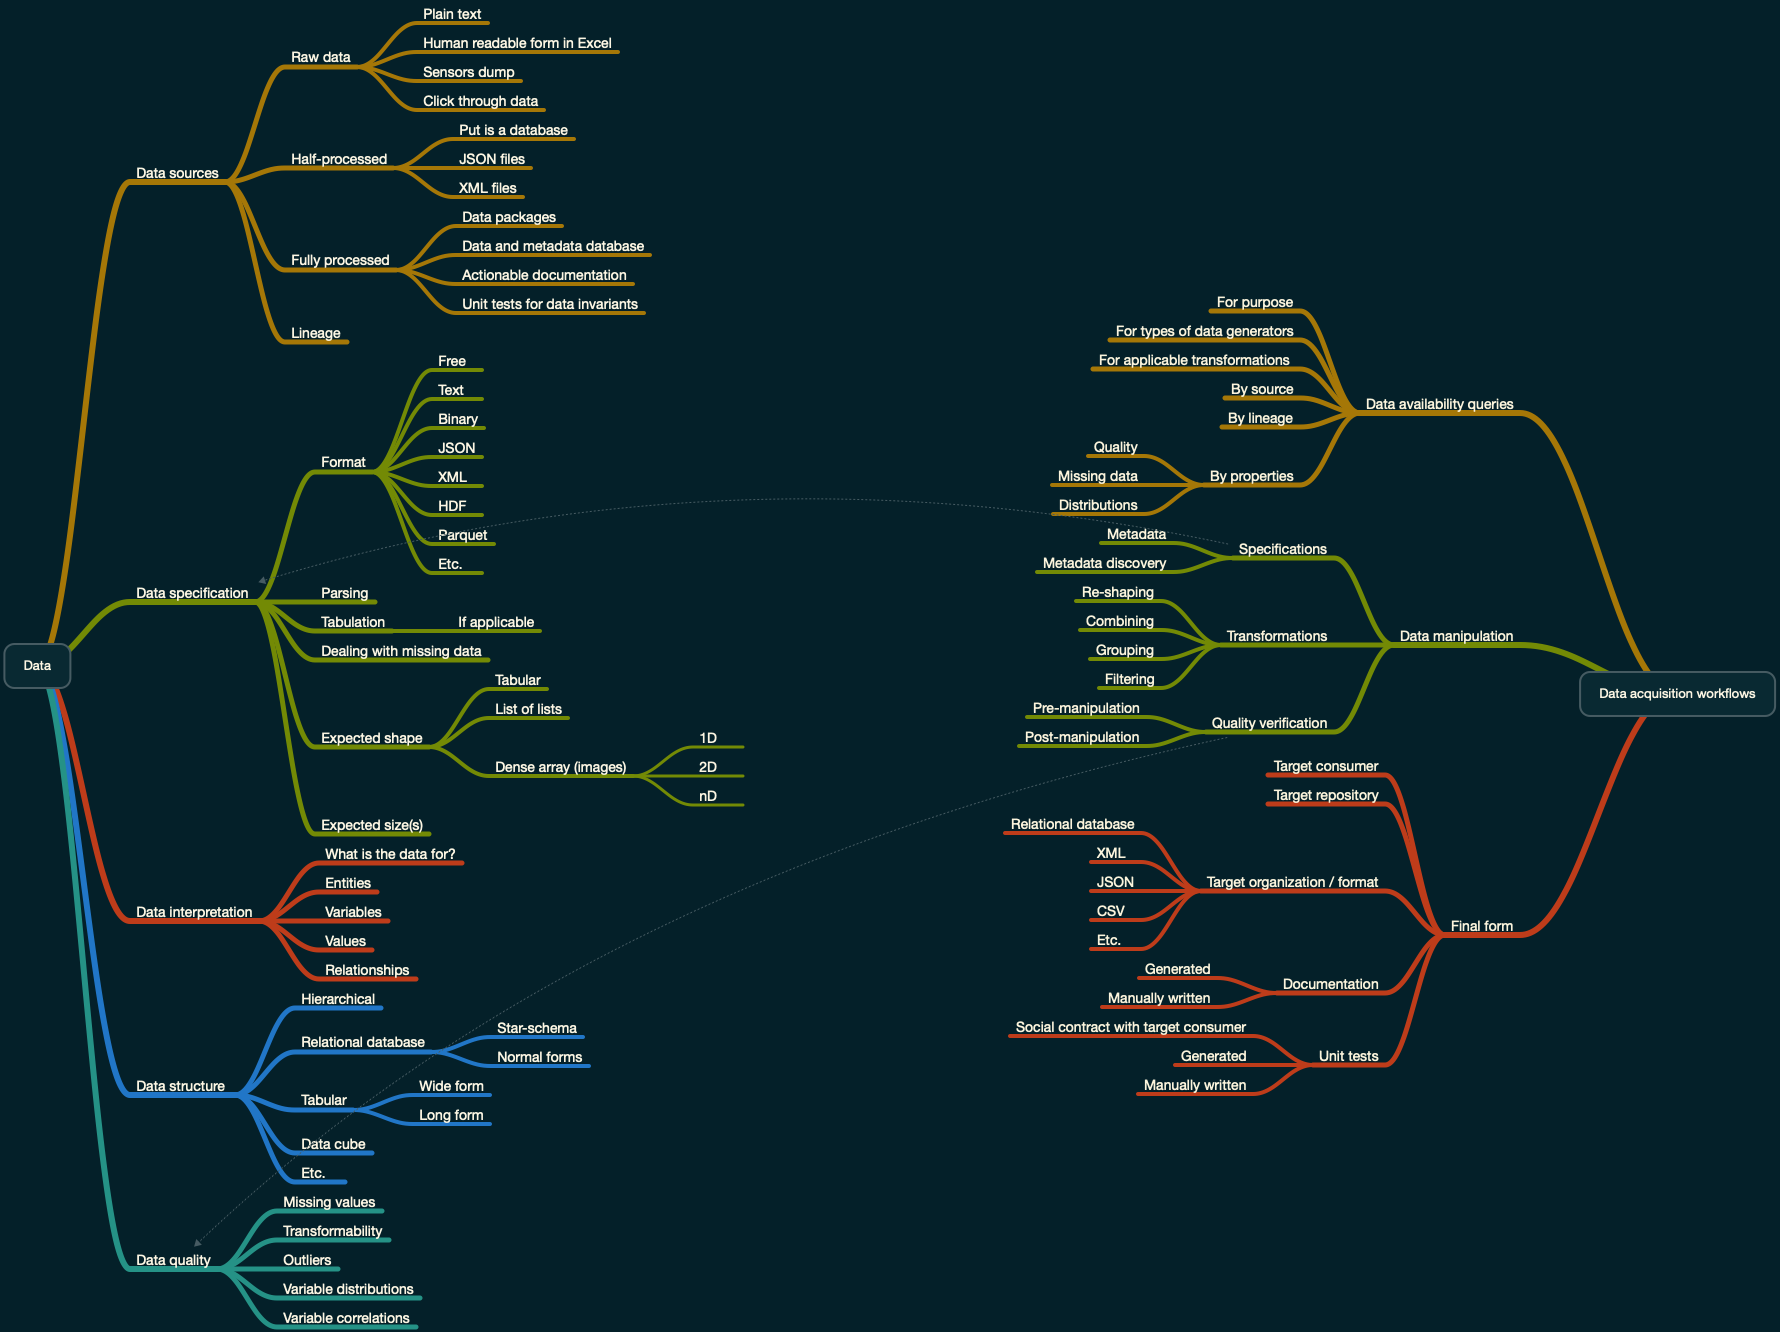 Plain text
Human readable form in Excel
Raw data
Sensors dump
Click through data
Put is a database
Half-processed
JSON files
XML files
Data sources
Data packages
Data and metadata database
Fully processed
Actionable documentation
Unit tests for data invariants
Lineage
Free
Text
Binary
JSON
Format
XML
HDF
Parquet
Etc.
Data specification
Parsing
Tabulation
If applicable
Dealing with missing data
Tabular
List of lists
Expected shape
Dense array (images)
1D
2D
nD
Expected size(s)
Data
What is the data for?
Entities
Data interpretation
Variables
Values
Relationships
Hierarchical
Relational database
Star-schema
Normal forms
Data structure
Tabular
Wide form
Long form
Data cube
Etc.
Missing values
Transformability
Data quality
Outliers
Variable distributions
Variable correlations
For purpose
For types of data generators
For applicable transformations
By source
Data availability queries
By lineage
Quality
Missing data
By properties
Distributions
Metadata
Specifications
Metadata discovery
Re-shaping
Combining
Transformations
Data manipulation
Grouping
Filtering
Pre-manipulation
Quality verification
Post-manipulation
Data acquisition workflows
Target consumer
Target repository
Relational database
XML
JSON
Target organization / format
CSV
Etc.
Final form
Generated
Documentation
Manually written
Social contract with target consumer
Generated
Unit tests
Manually written